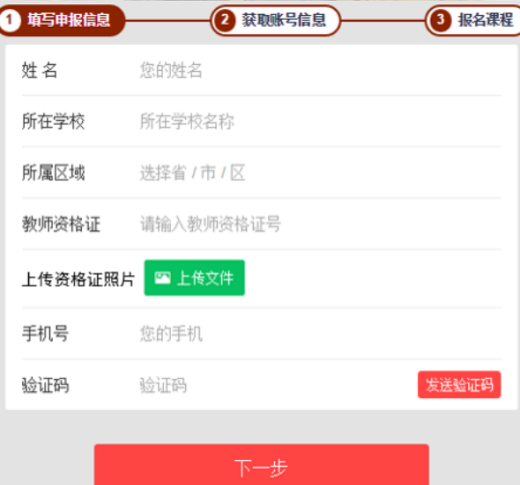 1 填写申报信息 2 获取账号信息 3 报名课程
姓 名 您的姓名
所在学校 所在学校名称
所属区域 选择省 / 市 / 区
教师资格证 请输入教师资格证号
上传资格证照片 上传文件
手机号 您的手机
验证码 验证码 发送验证码
下一步